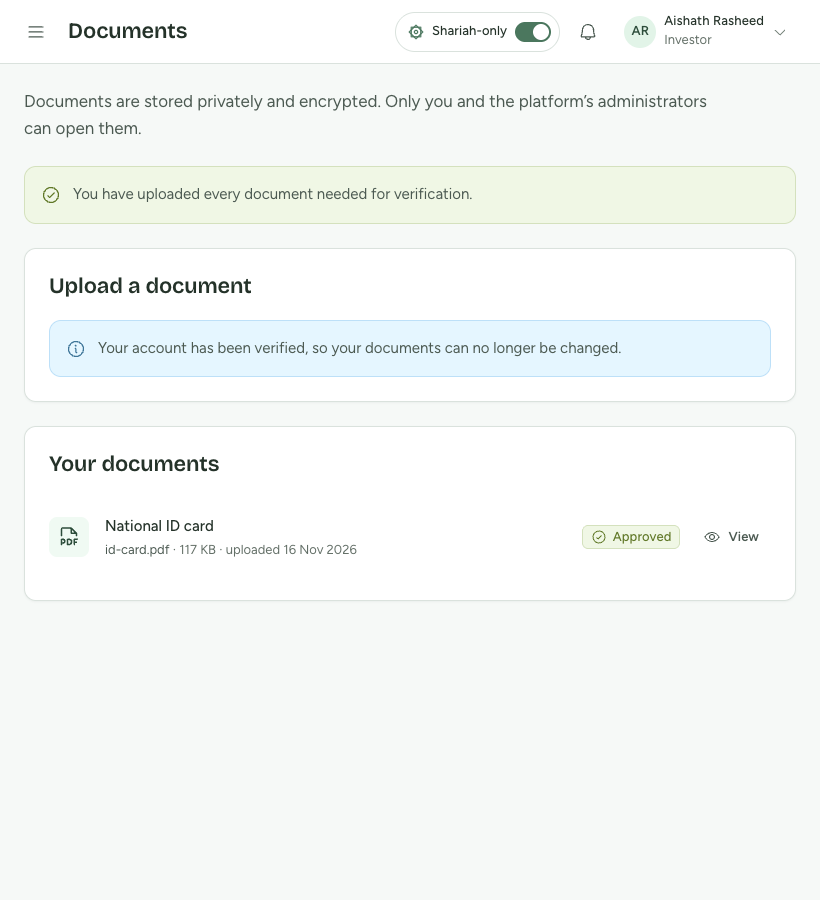 Documents
Shariah-only
AR
Aishath Rasheed
Investor
Documents are stored privately and encrypted. Only you and the platform’s administrators
can open them.
You have uploaded every document needed for verification.
Upload a document
Your account has been verified, so your documents can no longer be changed.
Your documents
PDF
National ID card
id-card.pdf · 117 KB · uploaded 16 Nov 2026
Approved
View